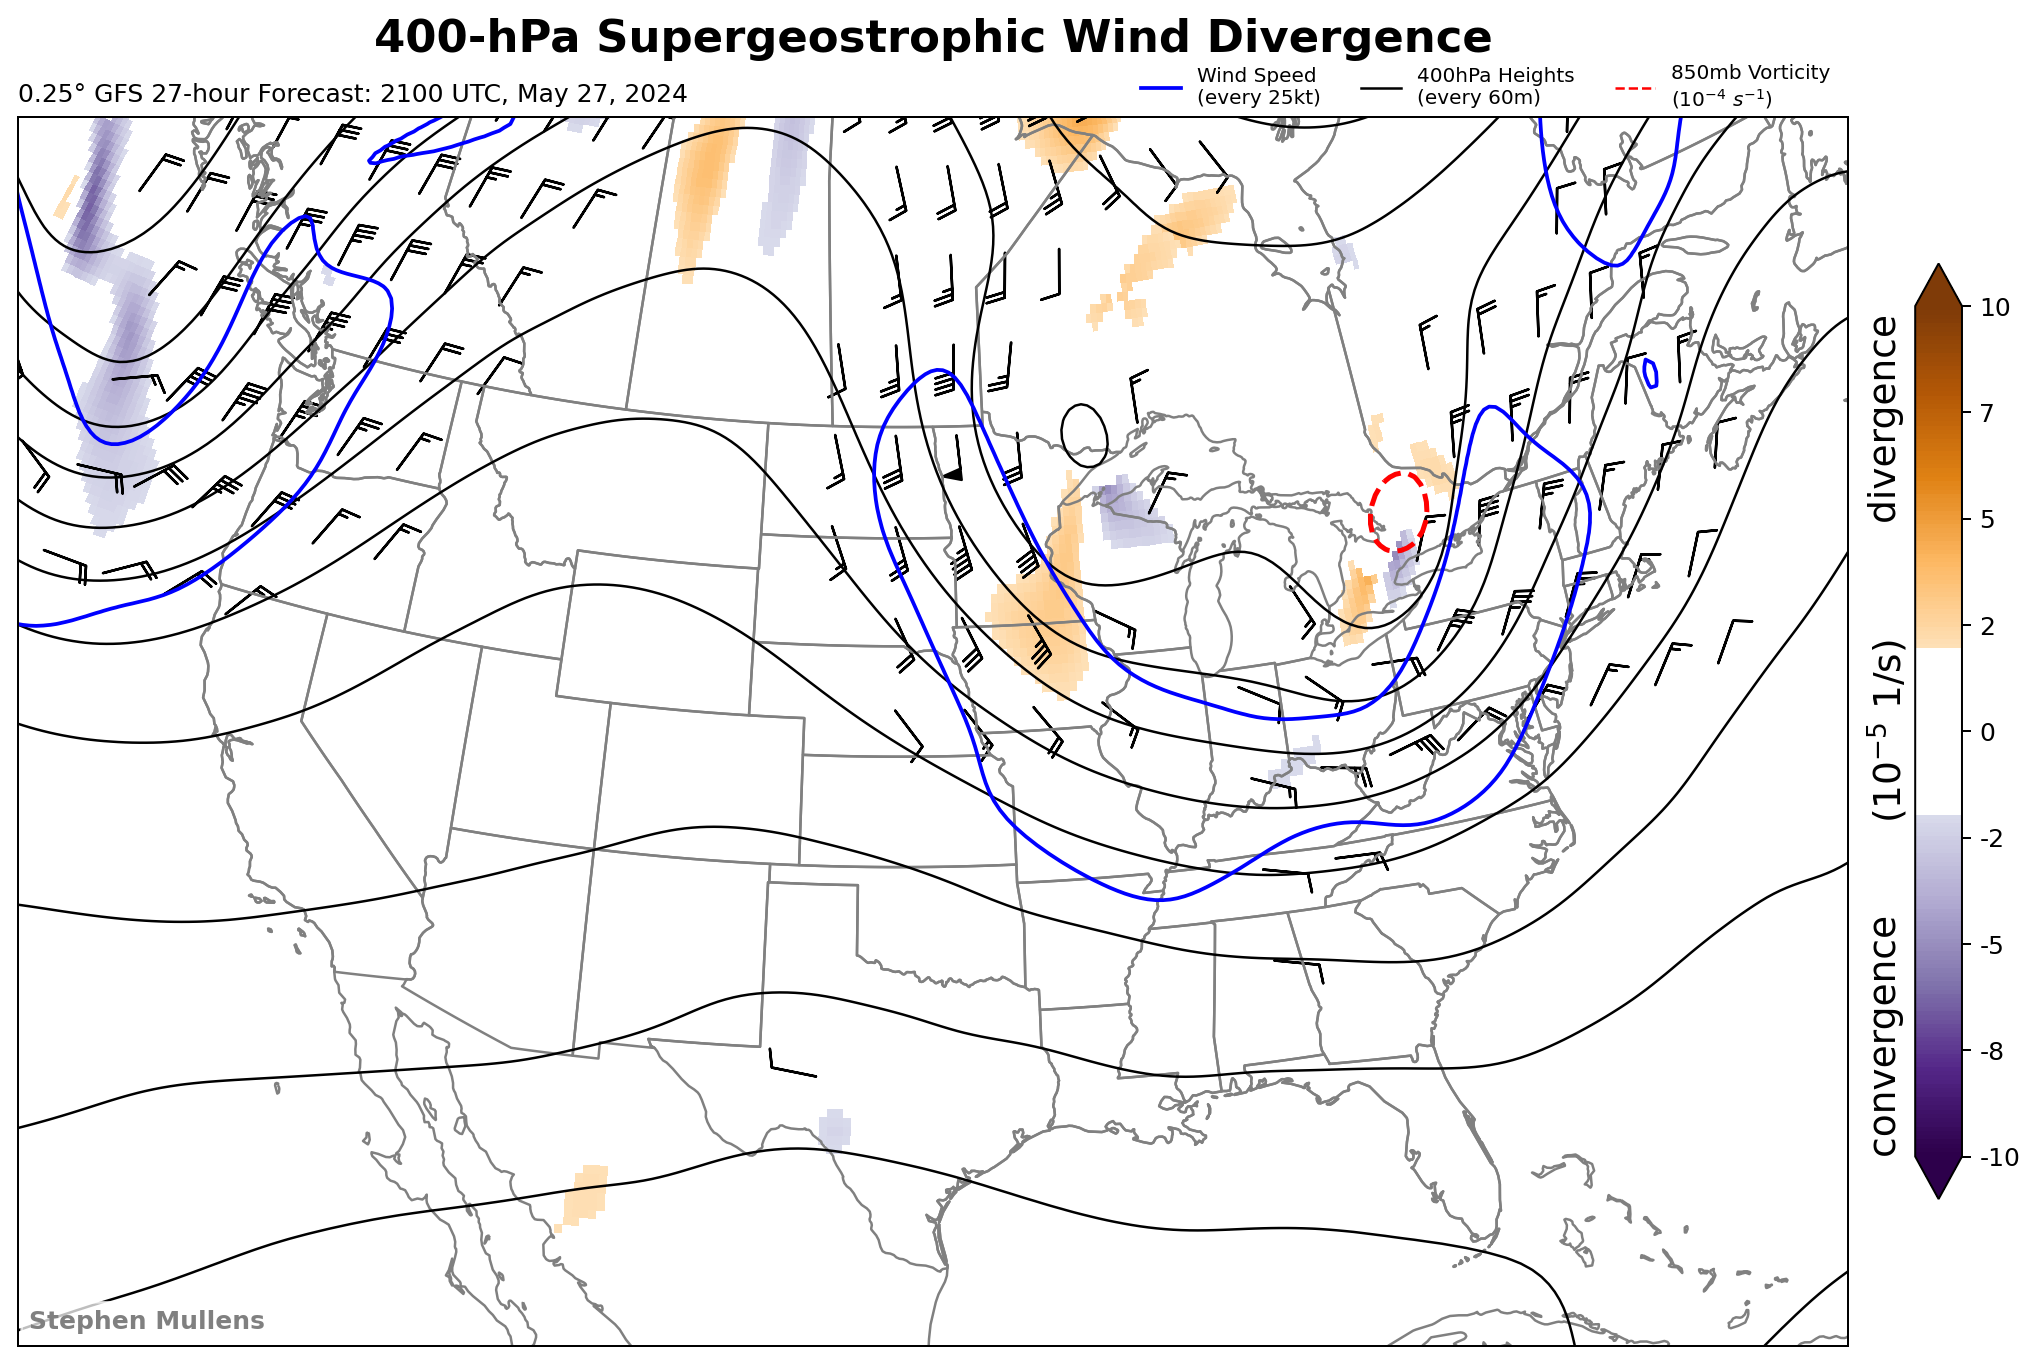 400-hPa Supergeostrophic Wind Divergence
0.25° GFS 27-hour Forecast: 2100 UTC, May 27, 2024
Wind Speed
(every 25kt)
400hPa Heights
(every 60m)
850mb Vorticity
(10⁻⁴ s⁻¹)
10
7
5
2
0
-2
-5
-8
-10
convergence (10⁻⁵ 1/s) divergence
Stephen Mullens